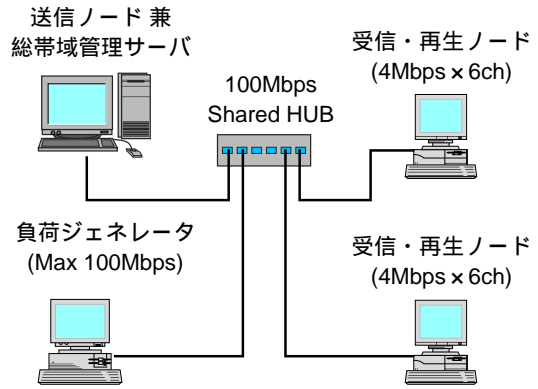 送信ノード 兼
総帯域管理サーバ
100Mbps
Shared HUB
受信・再生ノード
(4Mbps × 6ch)
負荷ジェネレータ
(Max 100Mbps)
受信・再生ノード
(4Mbps × 6ch)